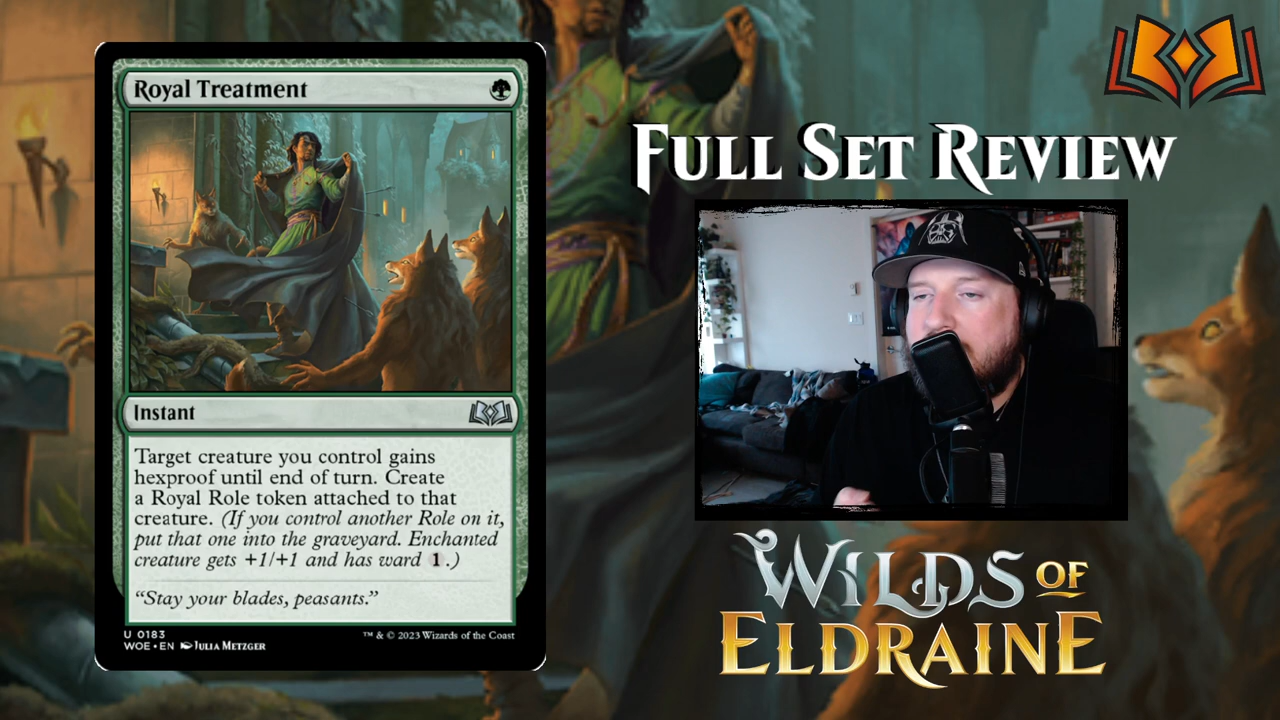 Royal Treatment
Instant
Target creature you control gains
hexproof until end of turn. Create
a Royal Role token attached to that
creature. (If you control another Role on it,
put that one into the graveyard. Enchanted
creature gets +1/+1 and has ward 1.)
“Stay your blades, peasants.”
U 0183
WOE • EN JULIA METZGER
™ & © 2023 Wizards of the Coast
FULL SET REVIEW
WILDS OF
ELDRAINE